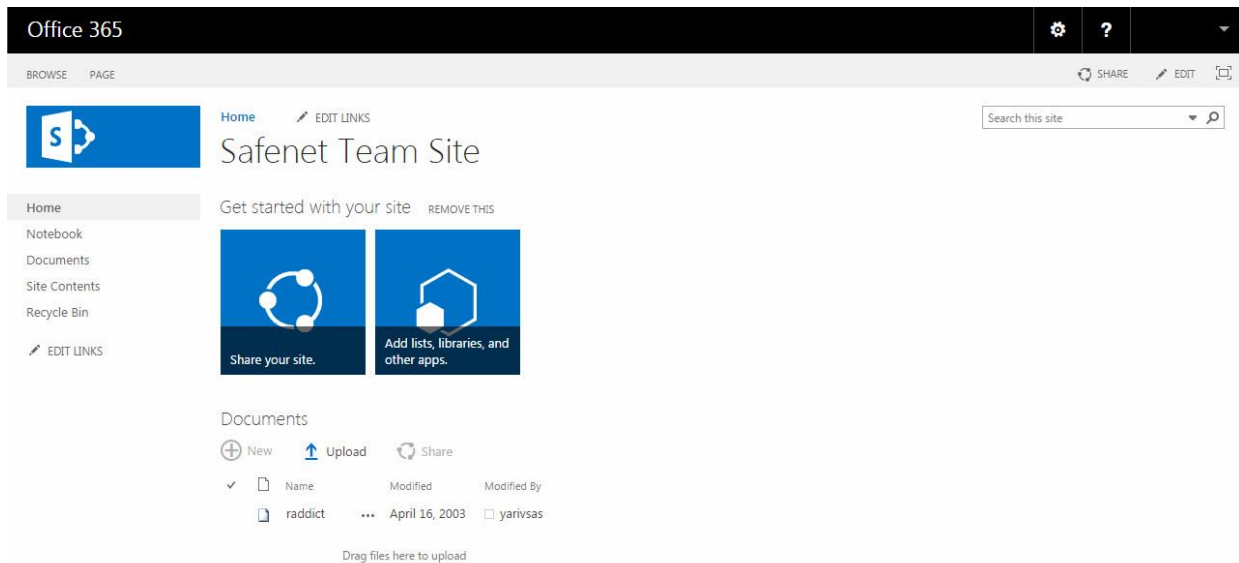 Office 365
?
BROWSE PAGE
SHARE EDIT
S
Home EDIT LINKS
Search this site
Safenet Team Site
Home
Notebook
Documents
Site Contents
Recycle Bin
EDIT LINKS
Get started with your site REMOVE THIS
Share your site.
Add lists, libraries, and
other apps.
Documents
New Upload Share
Name Modified Modified By
raddict ... April 16, 2003 yarivsas
Drag files here to upload